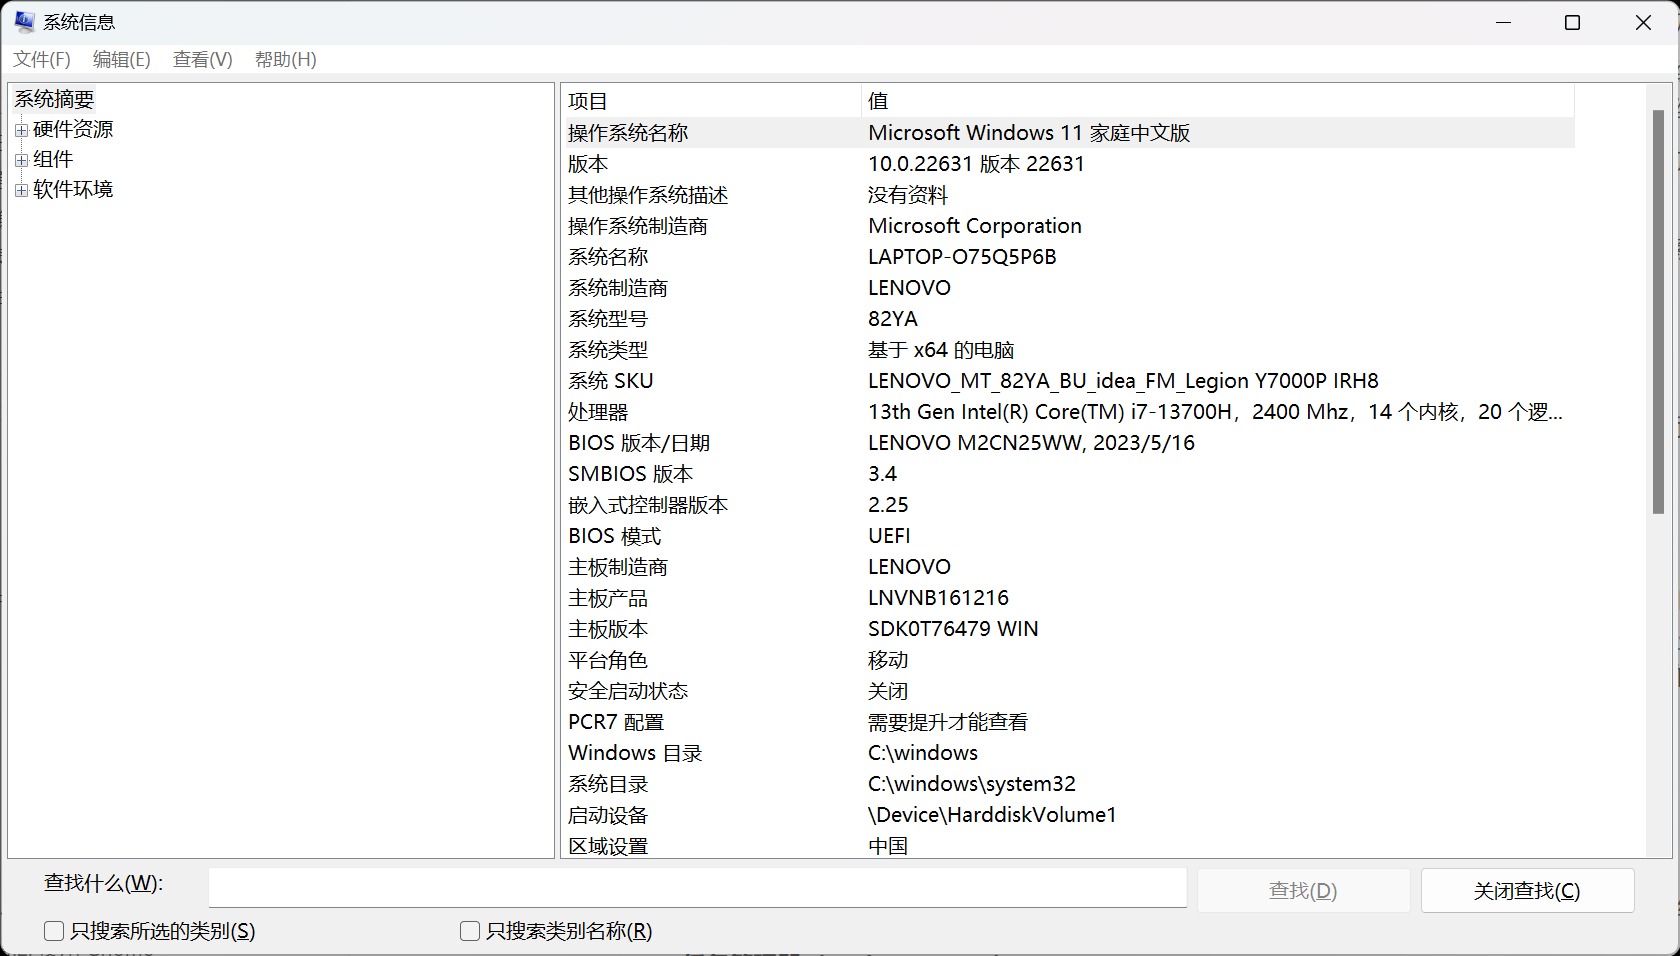 系统信息
文件(F) 编辑(E) 查看(V) 帮助(H)
系统摘要
硬件资源
组件
软件环境
项目 值
操作系统名称 Microsoft Windows 11 家庭中文版
版本 10.0.22631 版本 22631
其他操作系统描述 没有资料
操作系统制造商 Microsoft Corporation
系统名称 LAPTOP-O75Q5P6B
系统制造商 LENOVO
系统型号 82YA
系统类型 基于 x64 的电脑
系统 SKU LENOVO_MT_82YA_BU_idea_FM_Legion Y7000P IRH8
处理器 13th Gen Intel(R) Core(TM) i7-13700H，2400 Mhz，14 个内核，20 个逻...
BIOS 版本/日期 LENOVO M2CN25WW, 2023/5/16
SMBIOS 版本 3.4
嵌入式控制器版本 2.25
BIOS 模式 UEFI
主板制造商 LENOVO
主板产品 LNVNB161216
主板版本 SDK0T76479 WIN
平台角色 移动
安全启动状态 关闭
PCR7 配置 需要提升才能查看
Windows 目录 C:\windows
系统目录 C:\windows\system32
启动设备 \Device\HarddiskVolume1
区域设置 中国
查找什么(W): 查找(D) 关闭查找(C)
只搜索所选的类别(S) 只搜索类别名称(R)